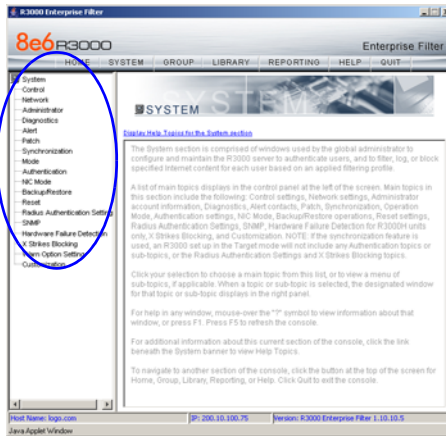 R3000 Enterprise Filter
8e6 R3000
Enterprise Filter
HOME SYSTEM GROUP LIBRARY REPORTING HELP QUIT
System
Control
Network
Administrator
Diagnostics
Alert
Patch
Synchronization
Mode
Authentication
NIC Mode
Backup/Restore
Reset
Radius Authentication Setting
SNMP
Hardware Failure Detection
X Strikes Blocking
Warn Option Setting
Customization
SYSTEM
SYSTEM
Display Help Topics for the System section
The System section is comprised of windows used by the global administrator to
configure and maintain the R3000 server to authenticate users, and to filter, log, or block
specified Internet content for each user based on an applied filtering profile.
A list of main topics displays in the control panel at the left of the screen. Main topics in
this section include the following: Control settings, Network settings, Administrator
account information, Diagnostics, Alert contacts, Patch, Synchronization, Operation
Mode, Authentication settings, NIC Mode, Backup/Restore operations, Reset settings,
Radius Authentication Settings, SNMP, Hardware Failure Detection for R3000H units
only, X Strikes Blocking, and Customization. NOTE: If the synchronization feature is
used, an R3000 set up in the Target mode will not include any Authentication topics or
sub-topics, or the Radius Authentication Settings and X Strikes Blocking topics.
Click your selection to choose a main topic from this list, or to view a menu of
sub-topics, if applicable. When a topic or sub-topic is selected, the designated window
for that topic or sub-topic displays in the right panel.
For help in any window, mouse-over the "?" symbol to view information about that
window, or press F1. Press F5 to refresh the console.
For additional information about this current section of the console, click the link
beneath the System banner to view Help Topics.
To navigate to another section of the console, click the button at the top of the screen for
Home, Group, Library, Reporting, or Help. Click Quit to exit the console.
Host Name: logo.com IP: 200.10.100.75 Version: R3000 Enterprise Filter 1.10.10.5
Java Applet Window